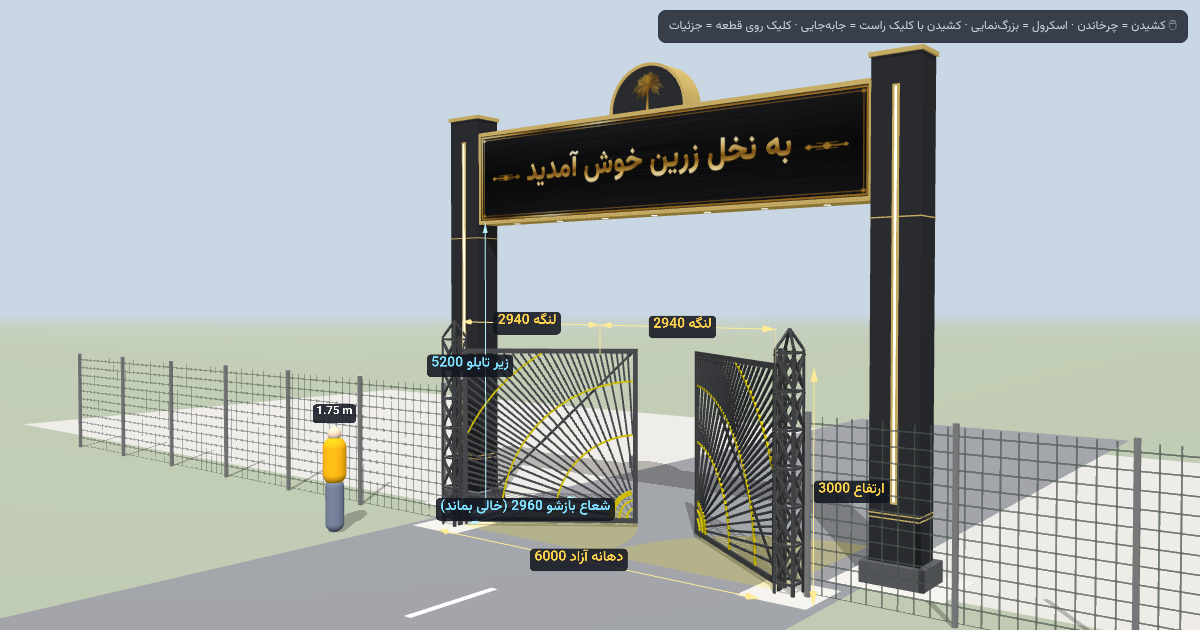 کشیدن = چرخاندن · اسکرول = بزرگ‌نمایی · کشیدن با کلیک راست = جابه‌جایی · کلیک روی قطعه = جزئیات
به نخل زرین خوش آمدید
لنگه 2940
لنگه 2940
زیر تابلو 5200
1.75 m
ارتفاع 3000
شعاع بازشو 2960 (خالی بماند)
دهانه آزاد 6000